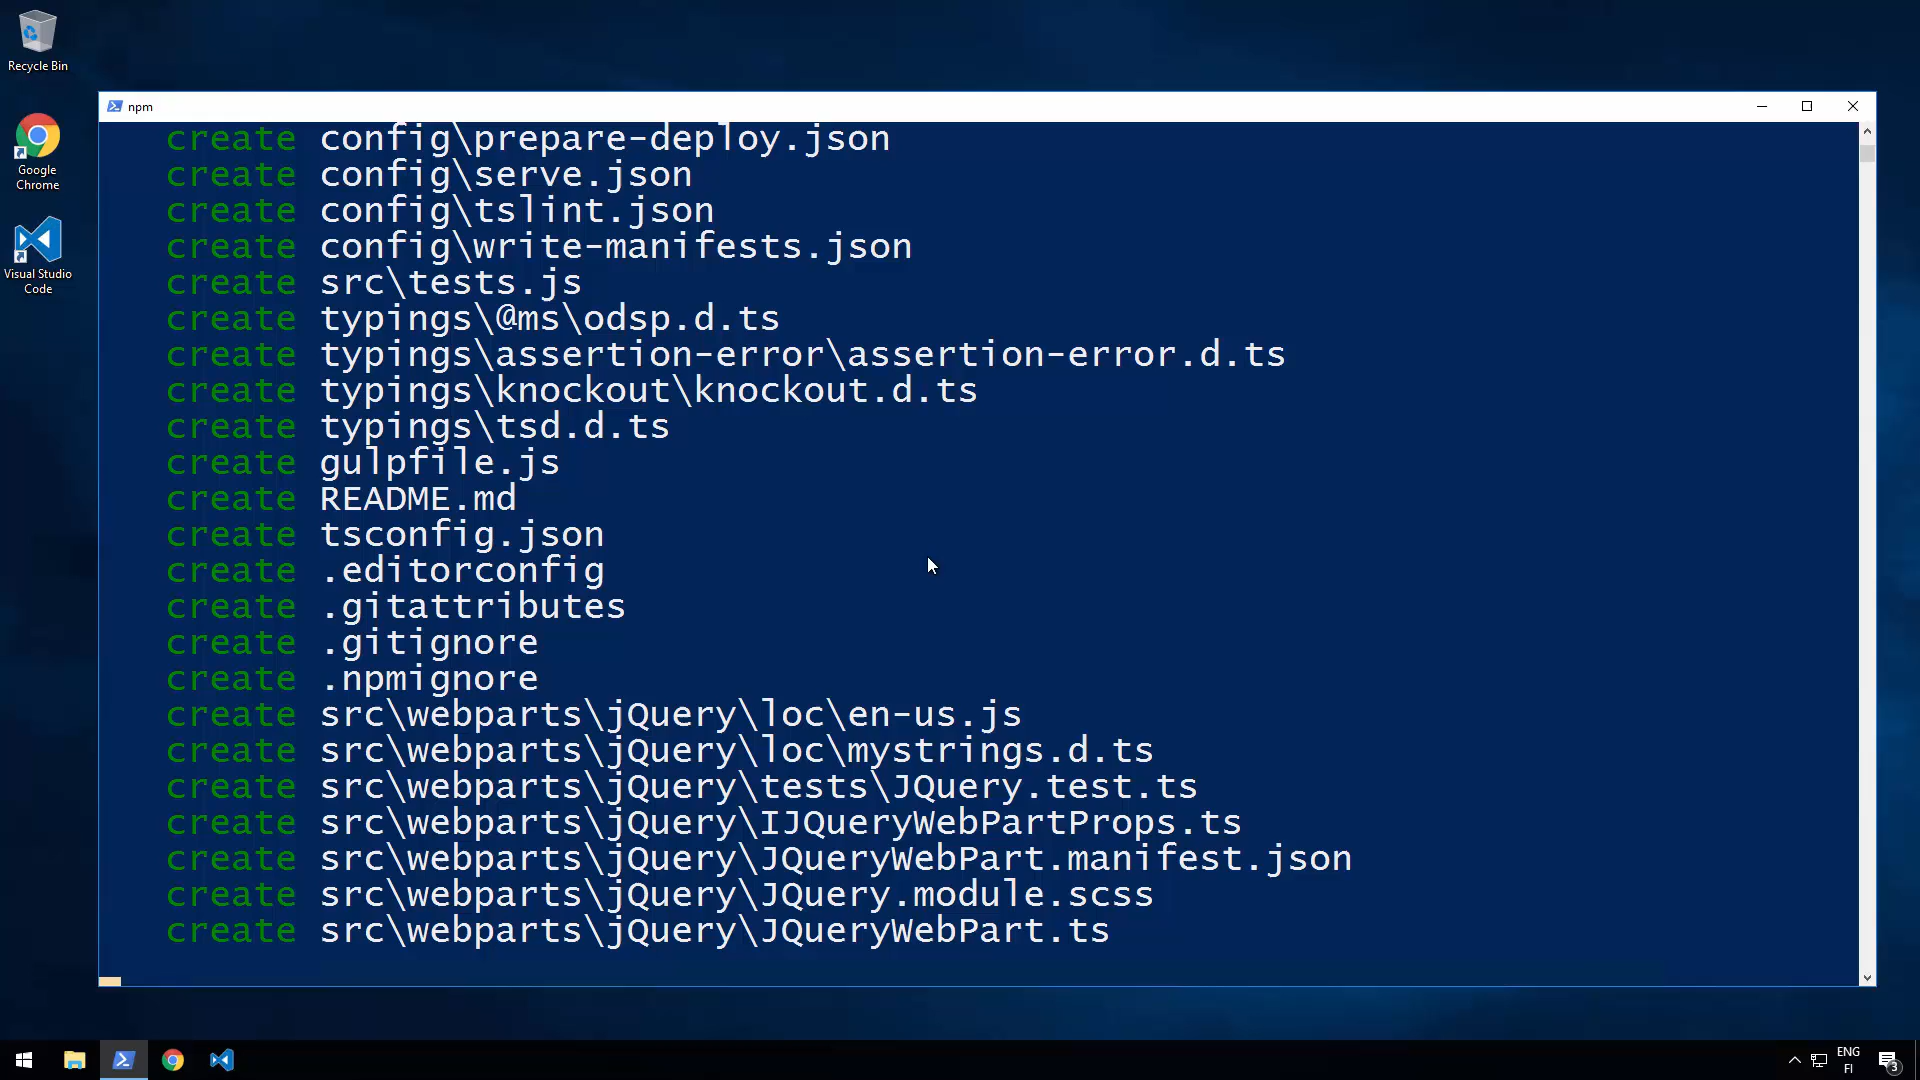 Recycle Bin
Google
Chrome
Visual Studio
Code
npm
create config\prepare-deploy.json
create config\serve.json
create config\tslint.json
create config\write-manifests.json
create src\tests.js
create typings\@ms\odsp.d.ts
create typings\assertion-error\assertion-error.d.ts
create typings\knockout\knockout.d.ts
create typings\tsd.d.ts
create gulpfile.js
create README.md
create tsconfig.json
create .editorconfig
create .gitattributes
create .gitignore
create .npmignore
create src\webparts\jQuery\loc\en-us.js
create src\webparts\jQuery\loc\mystrings.d.ts
create src\webparts\jQuery\tests\JQuery.test.ts
create src\webparts\jQuery\IJQueryWebPartProps.ts
create src\webparts\jQuery\JQueryWebPart.manifest.json
create src\webparts\jQuery\JQuery.module.scss
create src\webparts\jQuery\JQueryWebPart.ts
ENG
FI
3